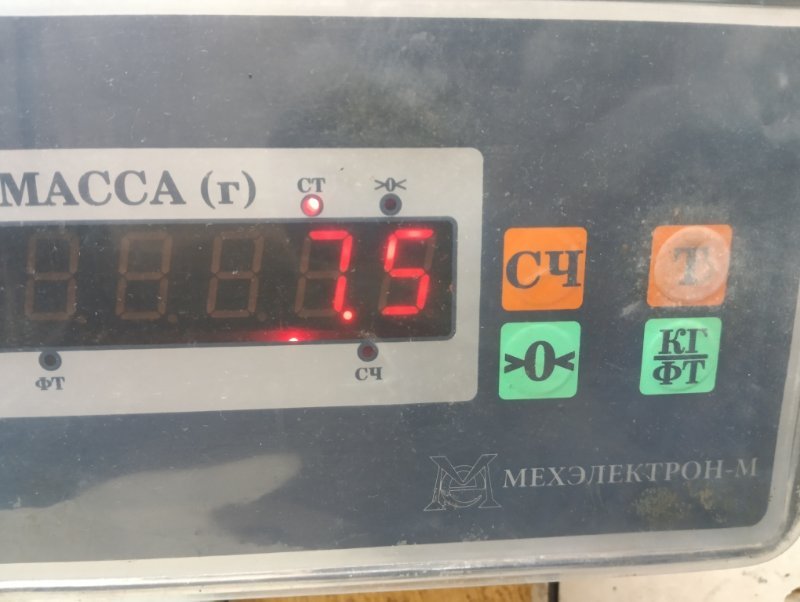 МАССА (г)
СТ
>0<
7.5
ФТ
СЧ
СЧ
Т
>0<
КГ
ФТ
МЕХЭЛЕКТРОН-М